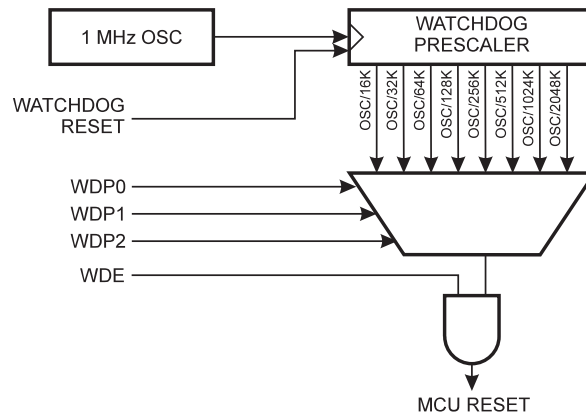 1 MHz OSC
WATCHDOG
PRESCALER
WATCHDOG
RESET
OSC/16K
OSC/32K
OSC/64K
OSC/128K
OSC/256K
OSC/512K
OSC/1024K
OSC/2048K
WDP0
WDP1
WDP2
WDE
MCU RESET